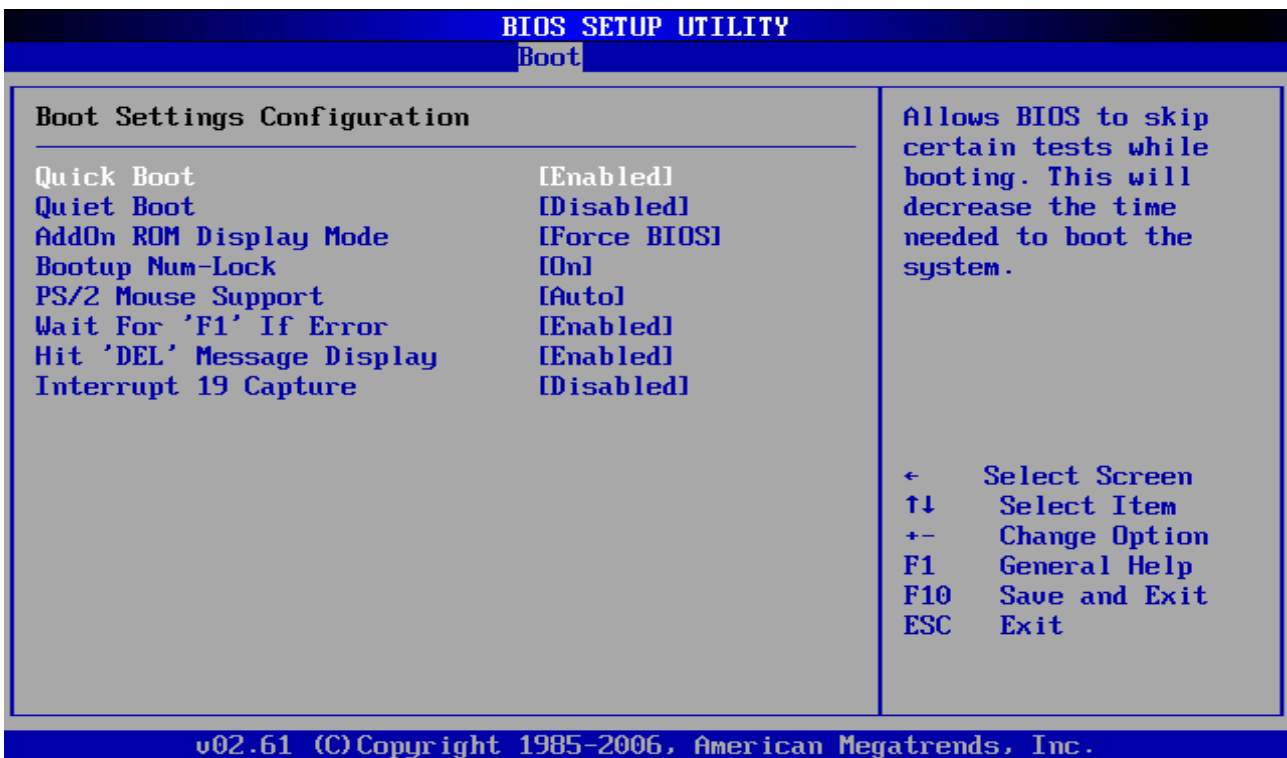 BIOS SETUP UTILITY
Boot
Boot Settings Configuration
Quick Boot [Enabled]
Quiet Boot [Disabled]
AddOn ROM Display Mode [Force BIOS]
Bootup Num-Lock [On]
PS/2 Mouse Support [Auto]
Wait For 'F1' If Error [Enabled]
Hit 'DEL' Message Display [Enabled]
Interrupt 19 Capture [Disabled]
Allows BIOS to skip
certain tests while
booting. This will
decrease the time
needed to boot the
system.
← Select Screen
↑↓ Select Item
+- Change Option
F1 General Help
F10 Save and Exit
ESC Exit
v02.61 (C)Copyright 1985-2006, American Megatrends, Inc.